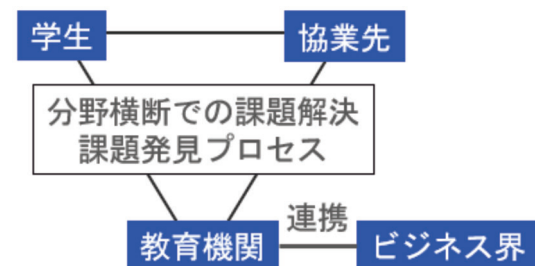 学生
協業先
分野横断での課題解決
課題発見プロセス
連携
教育機関
ビジネス界